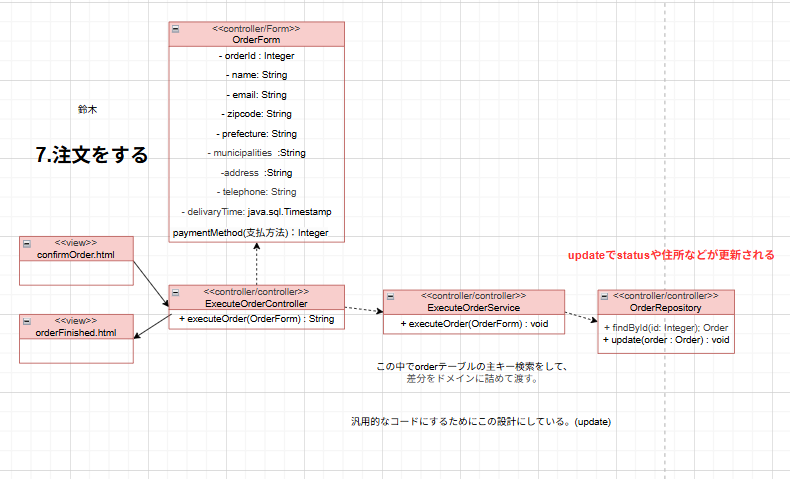 <<controller/Form>>
OrderForm
- orderId : Integer
- name: String
- email: String
- zipcode: String
- prefecture: String
- municipalities :String
-address :String
- telephone: String
- delivaryTime: java.sql.Timestamp
paymentMethod(支払方法)：Integer
鈴木
7.注文をする
<<view>>
confirmOrder.html
<<view>>
orderFinished.html
<<controller/controller>>
ExecuteOrderController
+ executeOrder(OrderForm) : String
<<controller/controller>>
ExecuteOrderService
+ executeOrder(OrderForm) : void
updateでstatusや住所などが更新される
<<controller/controller>>
OrderRepository
+ findById(id: Integer); Order
+ update(order : Order) : void
この中でorderテーブルの主キー検索をして、
差分をドメインに詰めて渡す。
汎用的なコードにするためにこの設計にしている。(update)